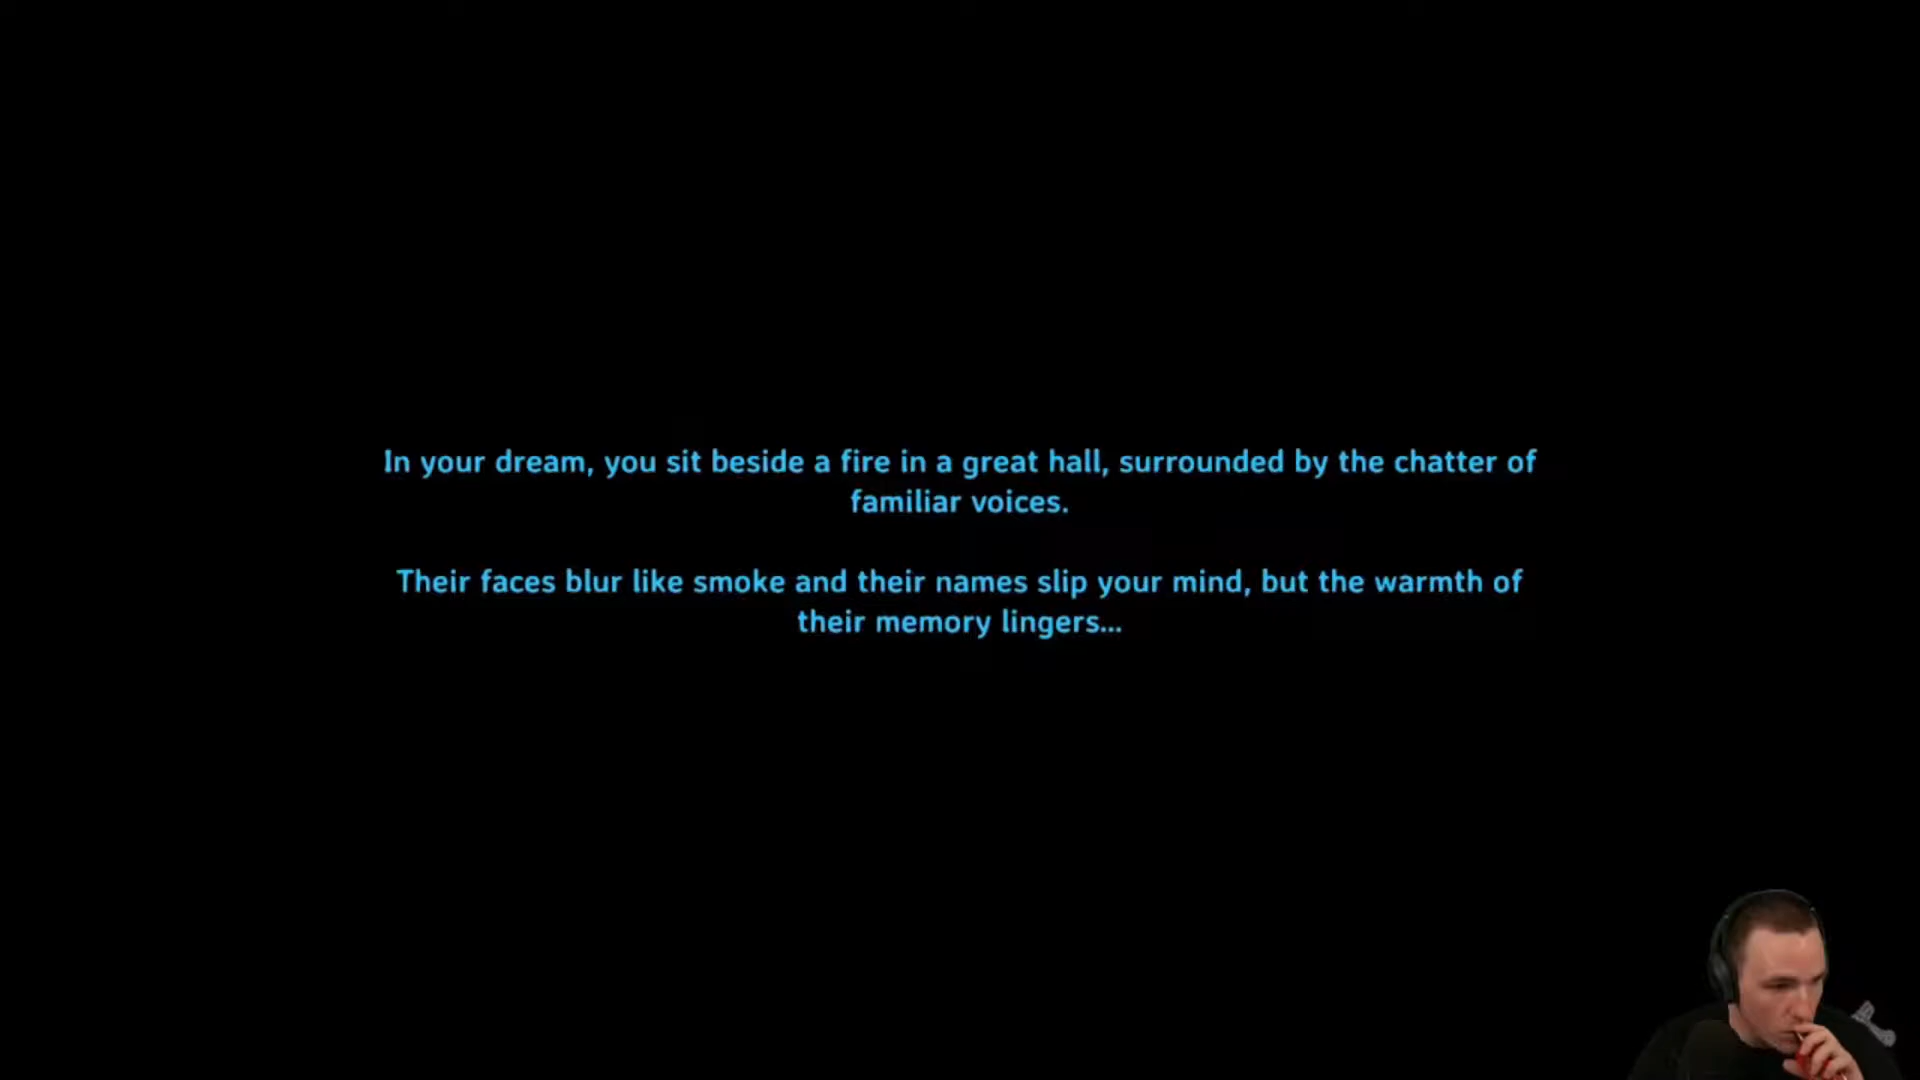 In your dream, you sit beside a fire in a great hall, surrounded by the chatter of
familiar voices.
Their faces blur like smoke and their names slip your mind, but the warmth of
their memory lingers...